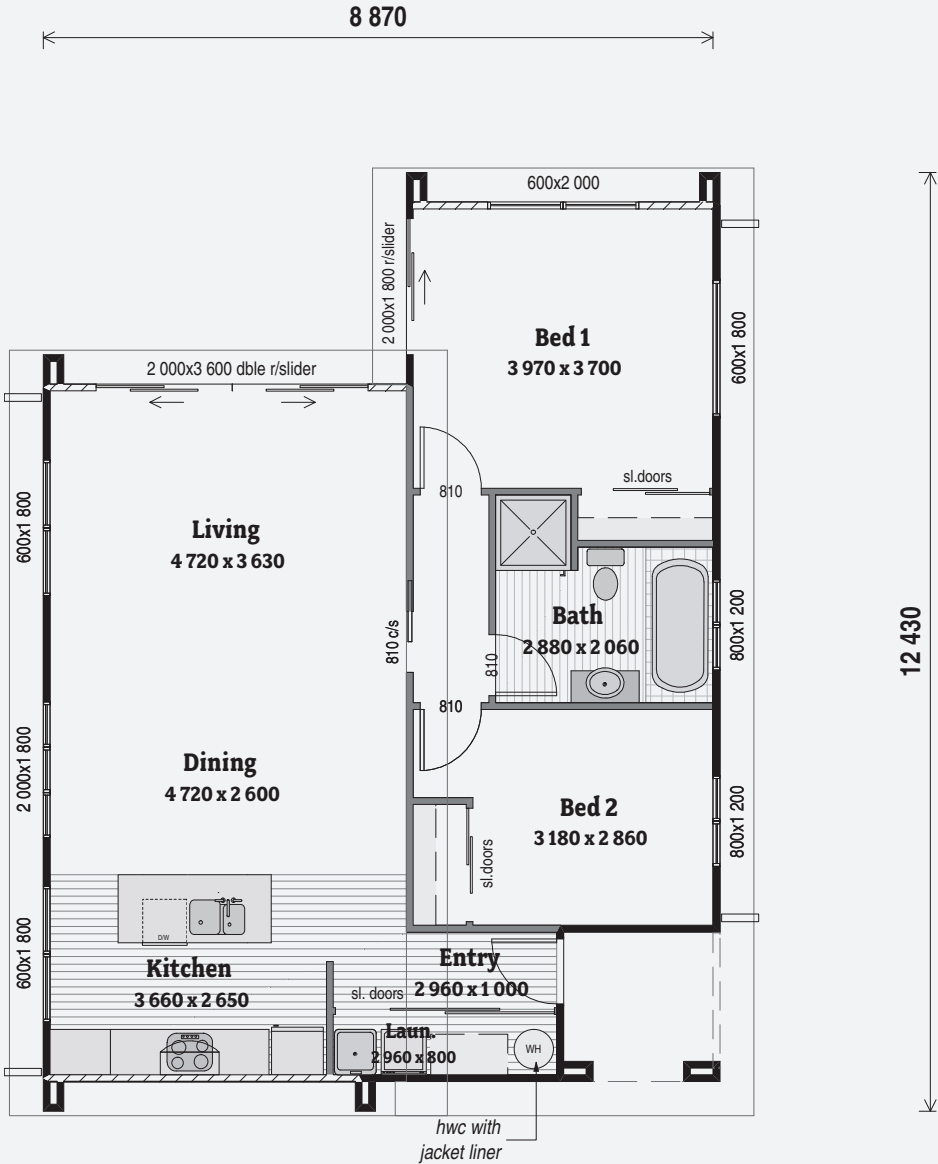 8 870
600x2 000
2 000x1 800 r/slider
Bed 1
3 970 x 3 700
600x1 800
2 000x3 600 dble r/slider
sl.doors
810
600x1 800
Living
4 720 x 3 630
Bath
2 880 x 2 060
800x1 200
12 430
810 c/s
810
810
Dining
4 720 x 2 600
2 000x1 800
Bed 2
3 180 x 2 860
800x1 200
sl.doors
D/W
600x1 800
Kitchen
3 660 x 2 650
Entry
2 960 x 1 000
sl. doors
Laun.
2 960 x 800
WH
hwc with
jacket liner